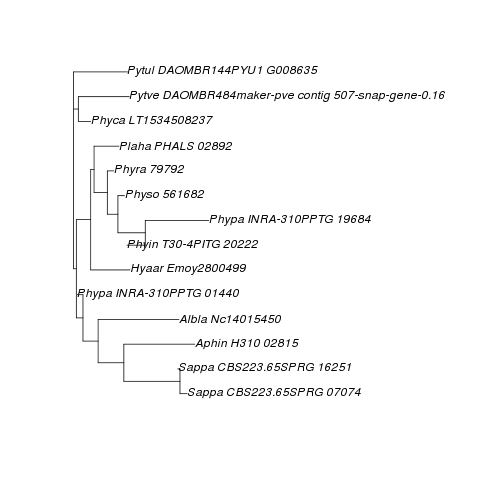 Pytul DAOMBR144PYU1 G008635
Pytve DAOMBR484maker-pve contig 507-snap-gene-0.16
Phyca LT1534508237
Plaha PHALS 02892
Phyra 79792
Physo 561682
Phypa INRA-310PPTG 19684
Phyin T30-4PITG 20222
Hyaar Emoy2800499
Phypa INRA-310PPTG 01440
Albla Nc14015450
Aphin H310 02815
Sappa CBS223.65SPRG 16251
Sappa CBS223.65SPRG 07074